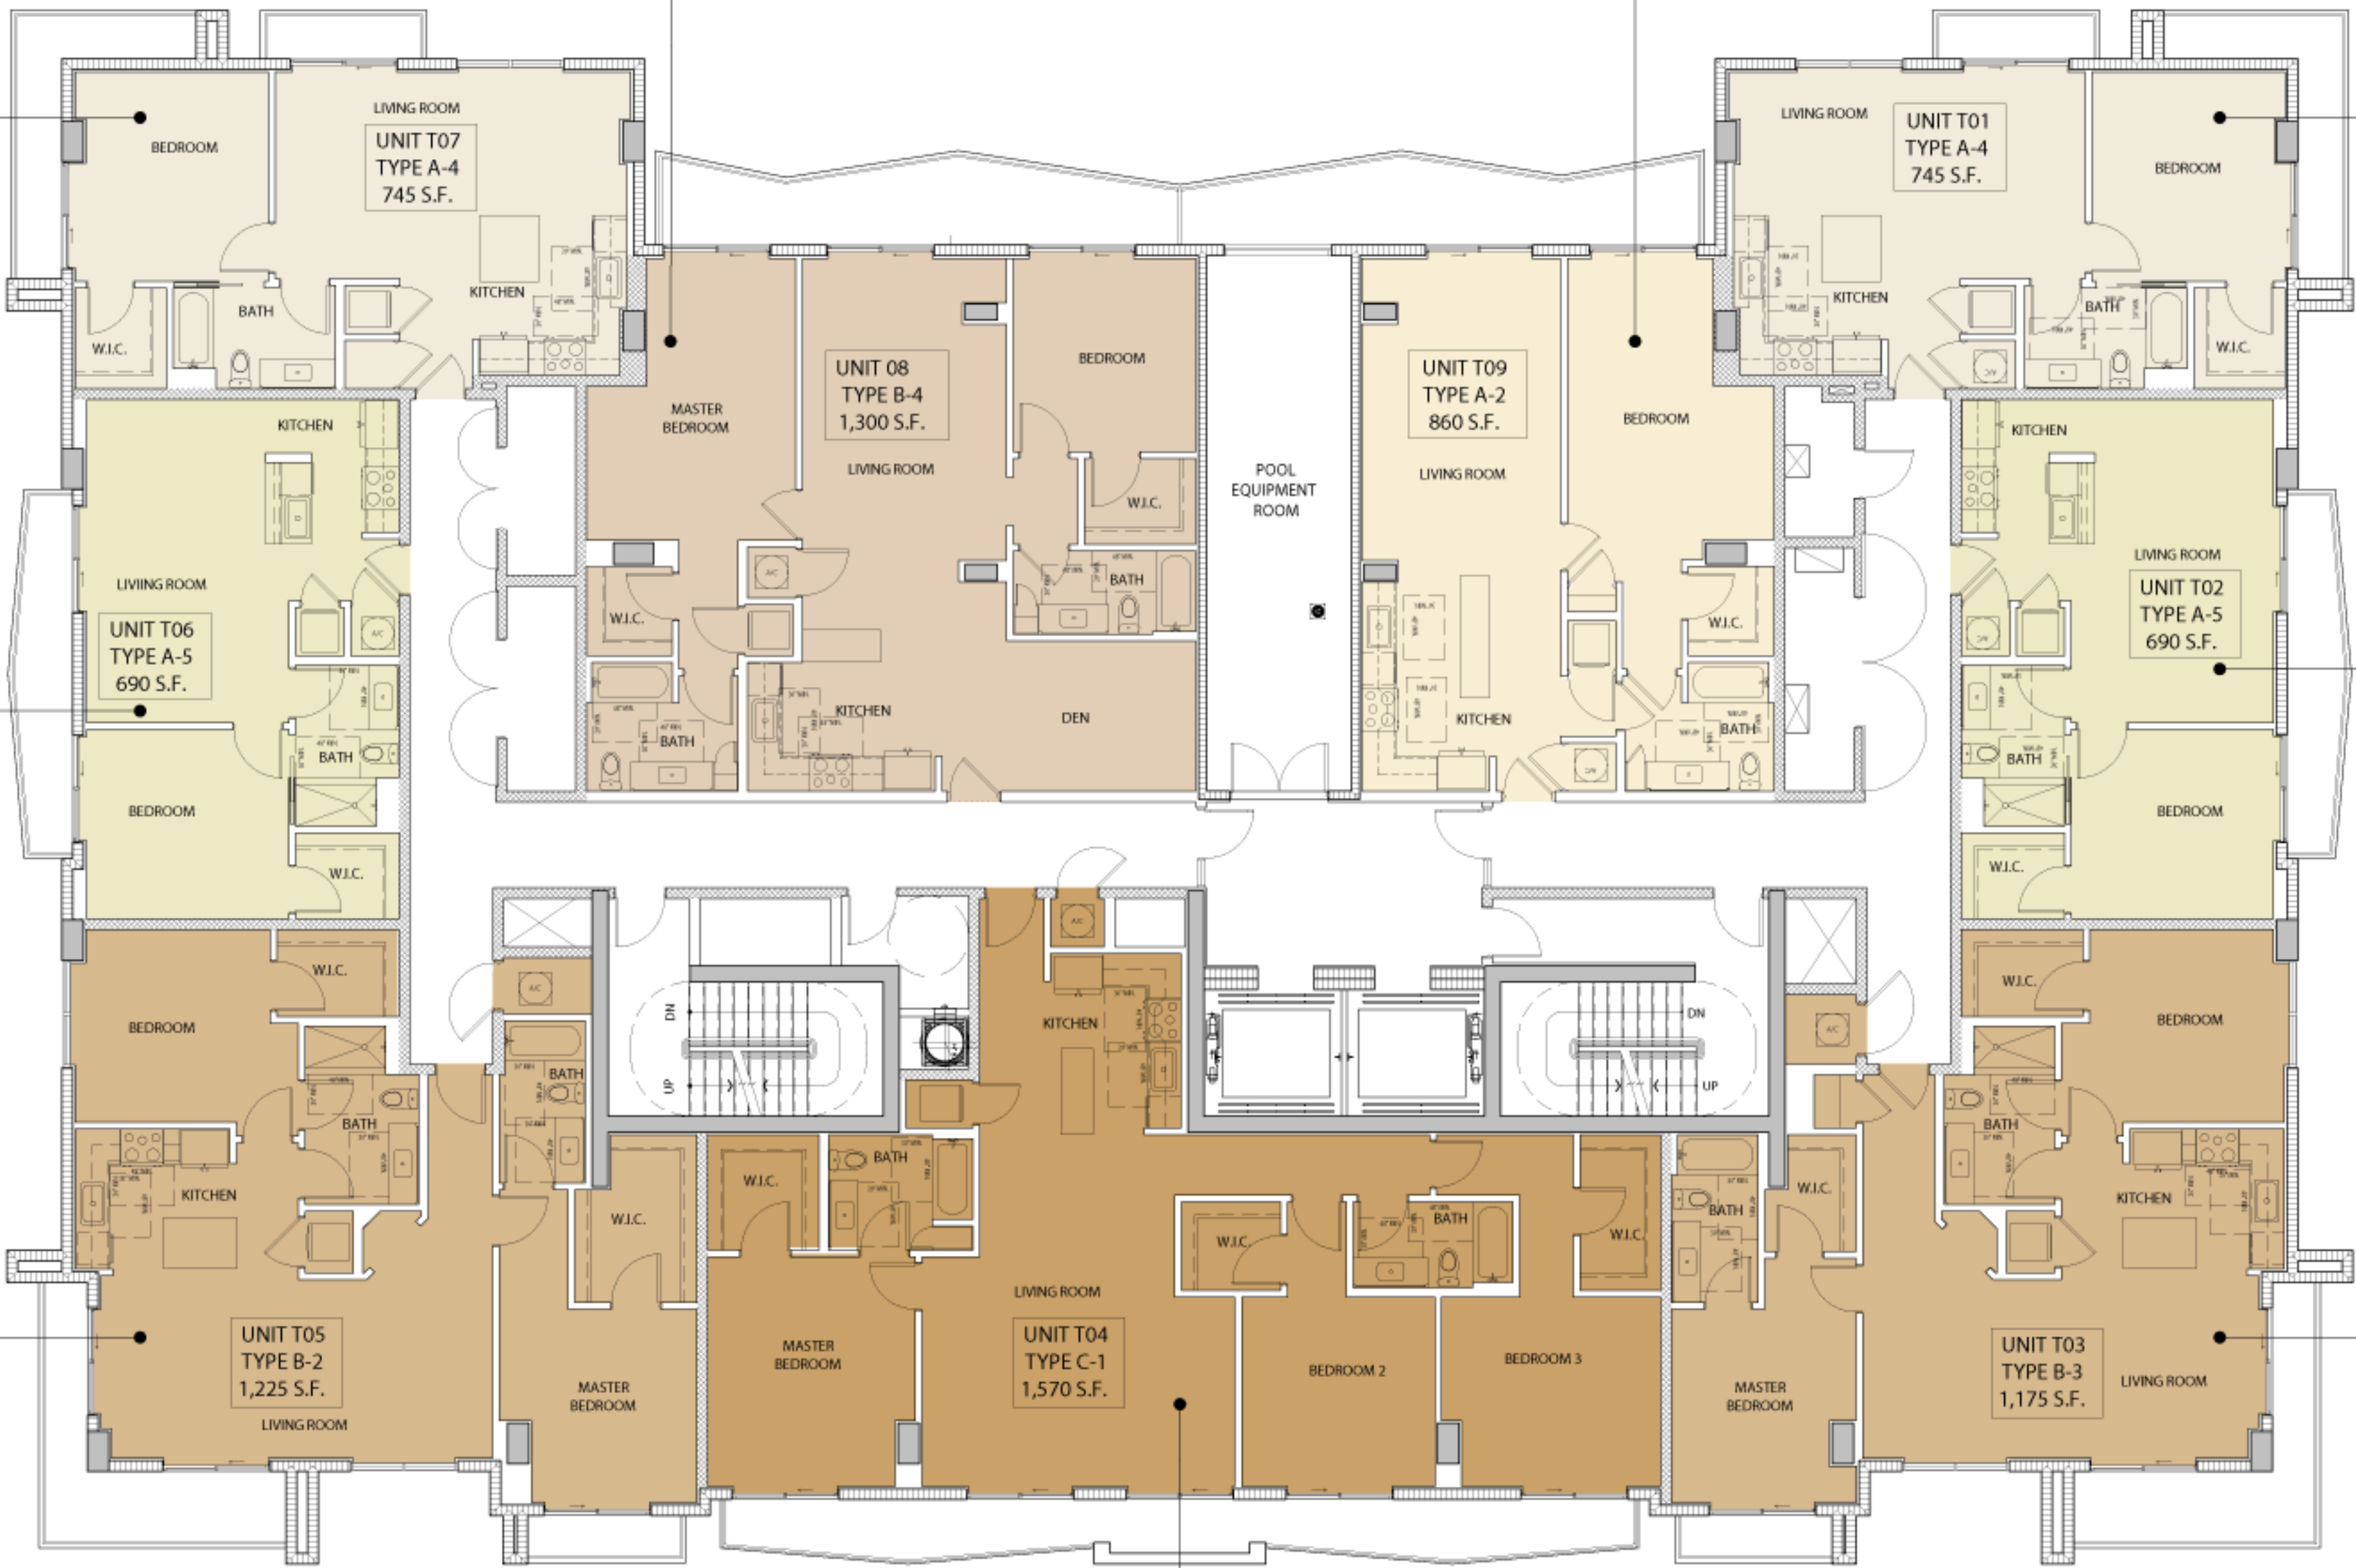 LIVING ROOM
UNIT T07
TYPE A-4
745 S.F.
BEDROOM
KITCHEN
BATH
W.I.C.
LIVING ROOM
UNIT T01
TYPE A-4
745 S.F.
BEDROOM
KITCHEN
BATH
W.I.C.
KITCHEN
LIVIING ROOM
UNIT T06
TYPE A-5
690 S.F.
A/C
BATH
BEDROOM
W.I.C.
MASTER
BEDROOM
UNIT 08
TYPE B-4
1,300 S.F.
LIVING ROOM
BEDROOM
W.I.C.
A/C
BATH
W.I.C.
BATH
KITCHEN
DEN
POOL
EQUIPMENT
ROOM
UNIT T09
TYPE A-2
860 S.F.
LIVING ROOM
BEDROOM
W.I.C.
KITCHEN
BATH
A/C
KITCHEN
LIVING ROOM
UNIT T02
TYPE A-5
690 S.F.
A/C
BATH
BEDROOM
W.I.C.
W.I.C.
BEDROOM
A/C
BATH
BATH
KITCHEN
W.I.C.
UNIT T05
TYPE B-2
1,225 S.F.
LIVING ROOM
MASTER
BEDROOM
DN
UP
A/C
KITCHEN
W.I.C.
BATH
LIVING ROOM
W.I.C.
BATH
W.I.C.
MASTER
BEDROOM
UNIT T04
TYPE C-1
1,570 S.F.
BEDROOM 2
BEDROOM 3
DN
UP
A/C
W.I.C.
BEDROOM
BATH
W.I.C.
BATH
KITCHEN
UNIT T03
TYPE B-3
1,175 S.F.
LIVING ROOM
MASTER
BEDROOM